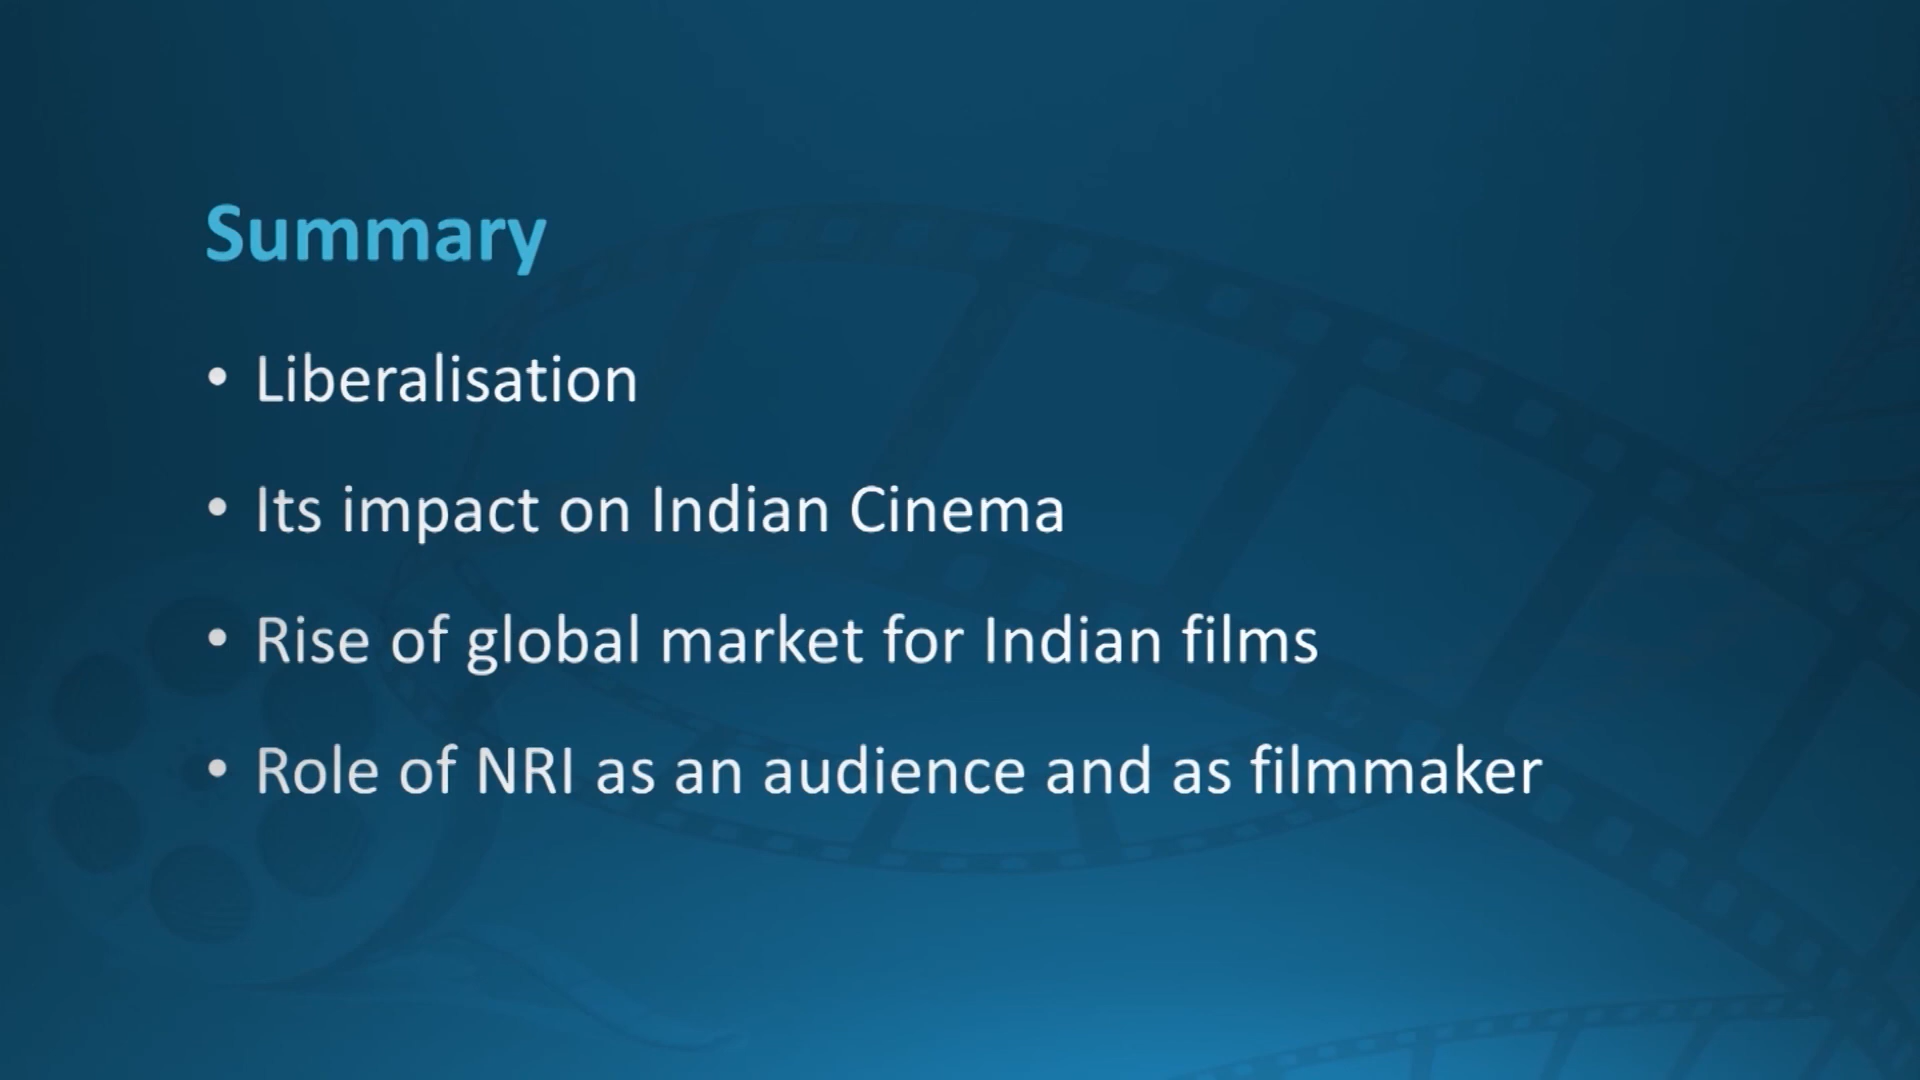 Summary
• Liberalisation
• Its impact on Indian Cinema
• Rise of global market for Indian films
• Role of NRI as an audience and as filmmaker